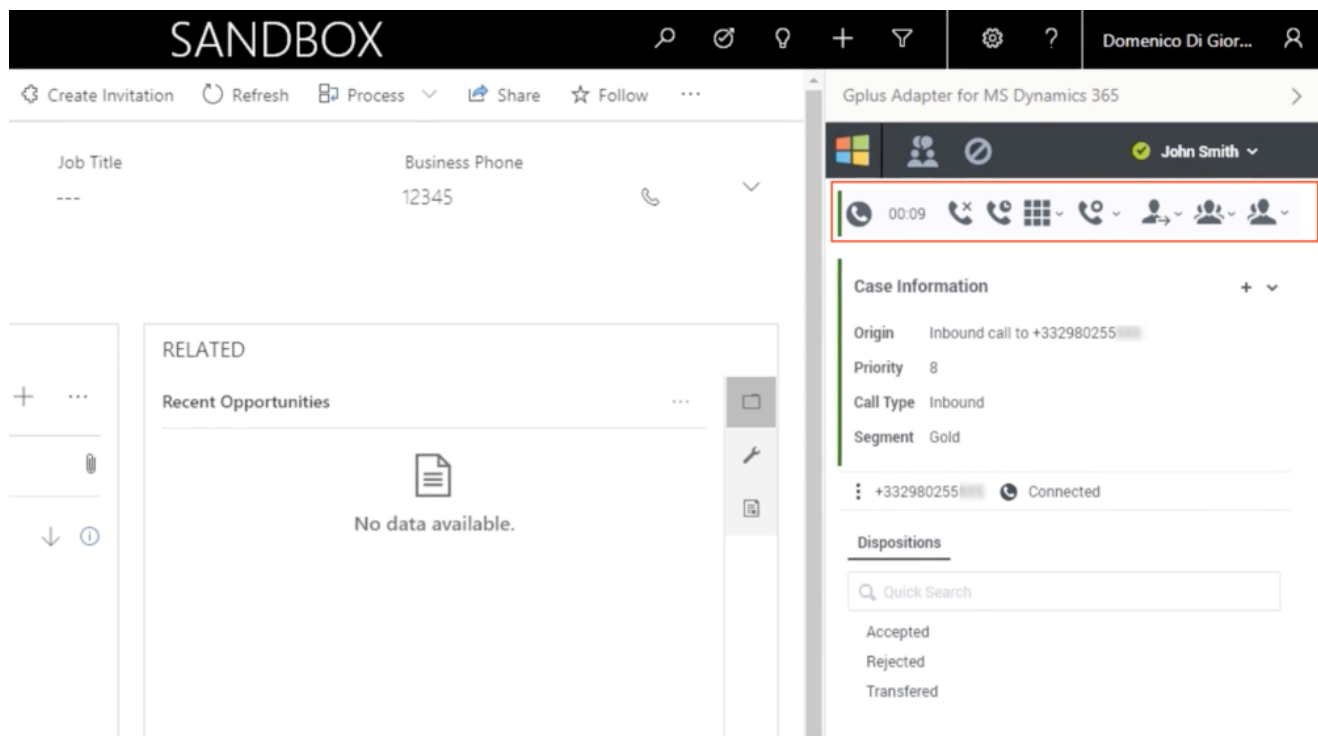 SANDBOX
? Domenico Di Gior...
Create Invitation Refresh Process Share Follow ...
Job Title Business Phone
--- 12345
RELATED
Recent Opportunities ...
...
No data available.
Gplus Adapter for MS Dynamics 365
John Smith
00:09
Case Information
Origin Inbound call to +332980255
Priority 8
Call Type Inbound
Segment Gold
+332980255 Connected
Dispositions
Quick Search
Accepted
Rejected
Transfered